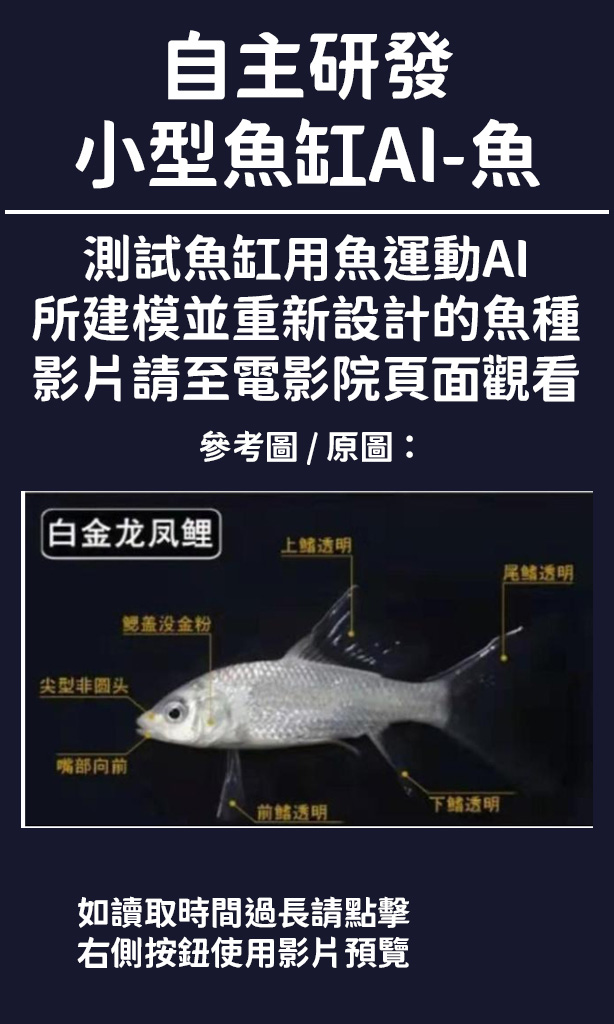 自主研發
小型魚缸AI-魚
測試魚缸用魚運動AI
所建模並重新設計的魚種
影片請至電影院頁面觀看
參考圖 / 原圖：
白金龙凤鲤
上鳍透明
尾鳍透明
鳃盖没金粉
尖型非圆头
嘴部向前
前鳍透明
下鳍透明
如讀取時間過長請點擊
右側按鈕使用影片預覽